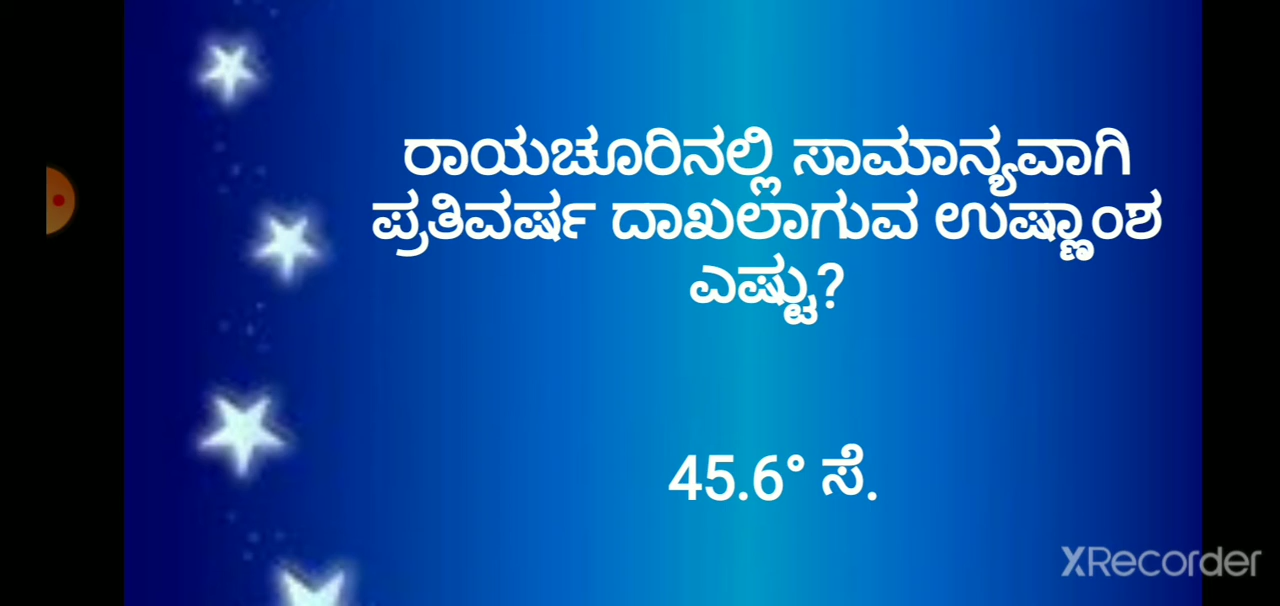 ರಾಯಚೂರಿನಲ್ಲಿ ಸಾಮಾನ್ಯವಾಗಿ
ಪ್ರತಿವರ್ಷ ದಾಖಲಾಗುವ ಉಷ್ಣಾಂಶ
ಎಷ್ಟು?
45.6° ಸೆ.
XRecorder